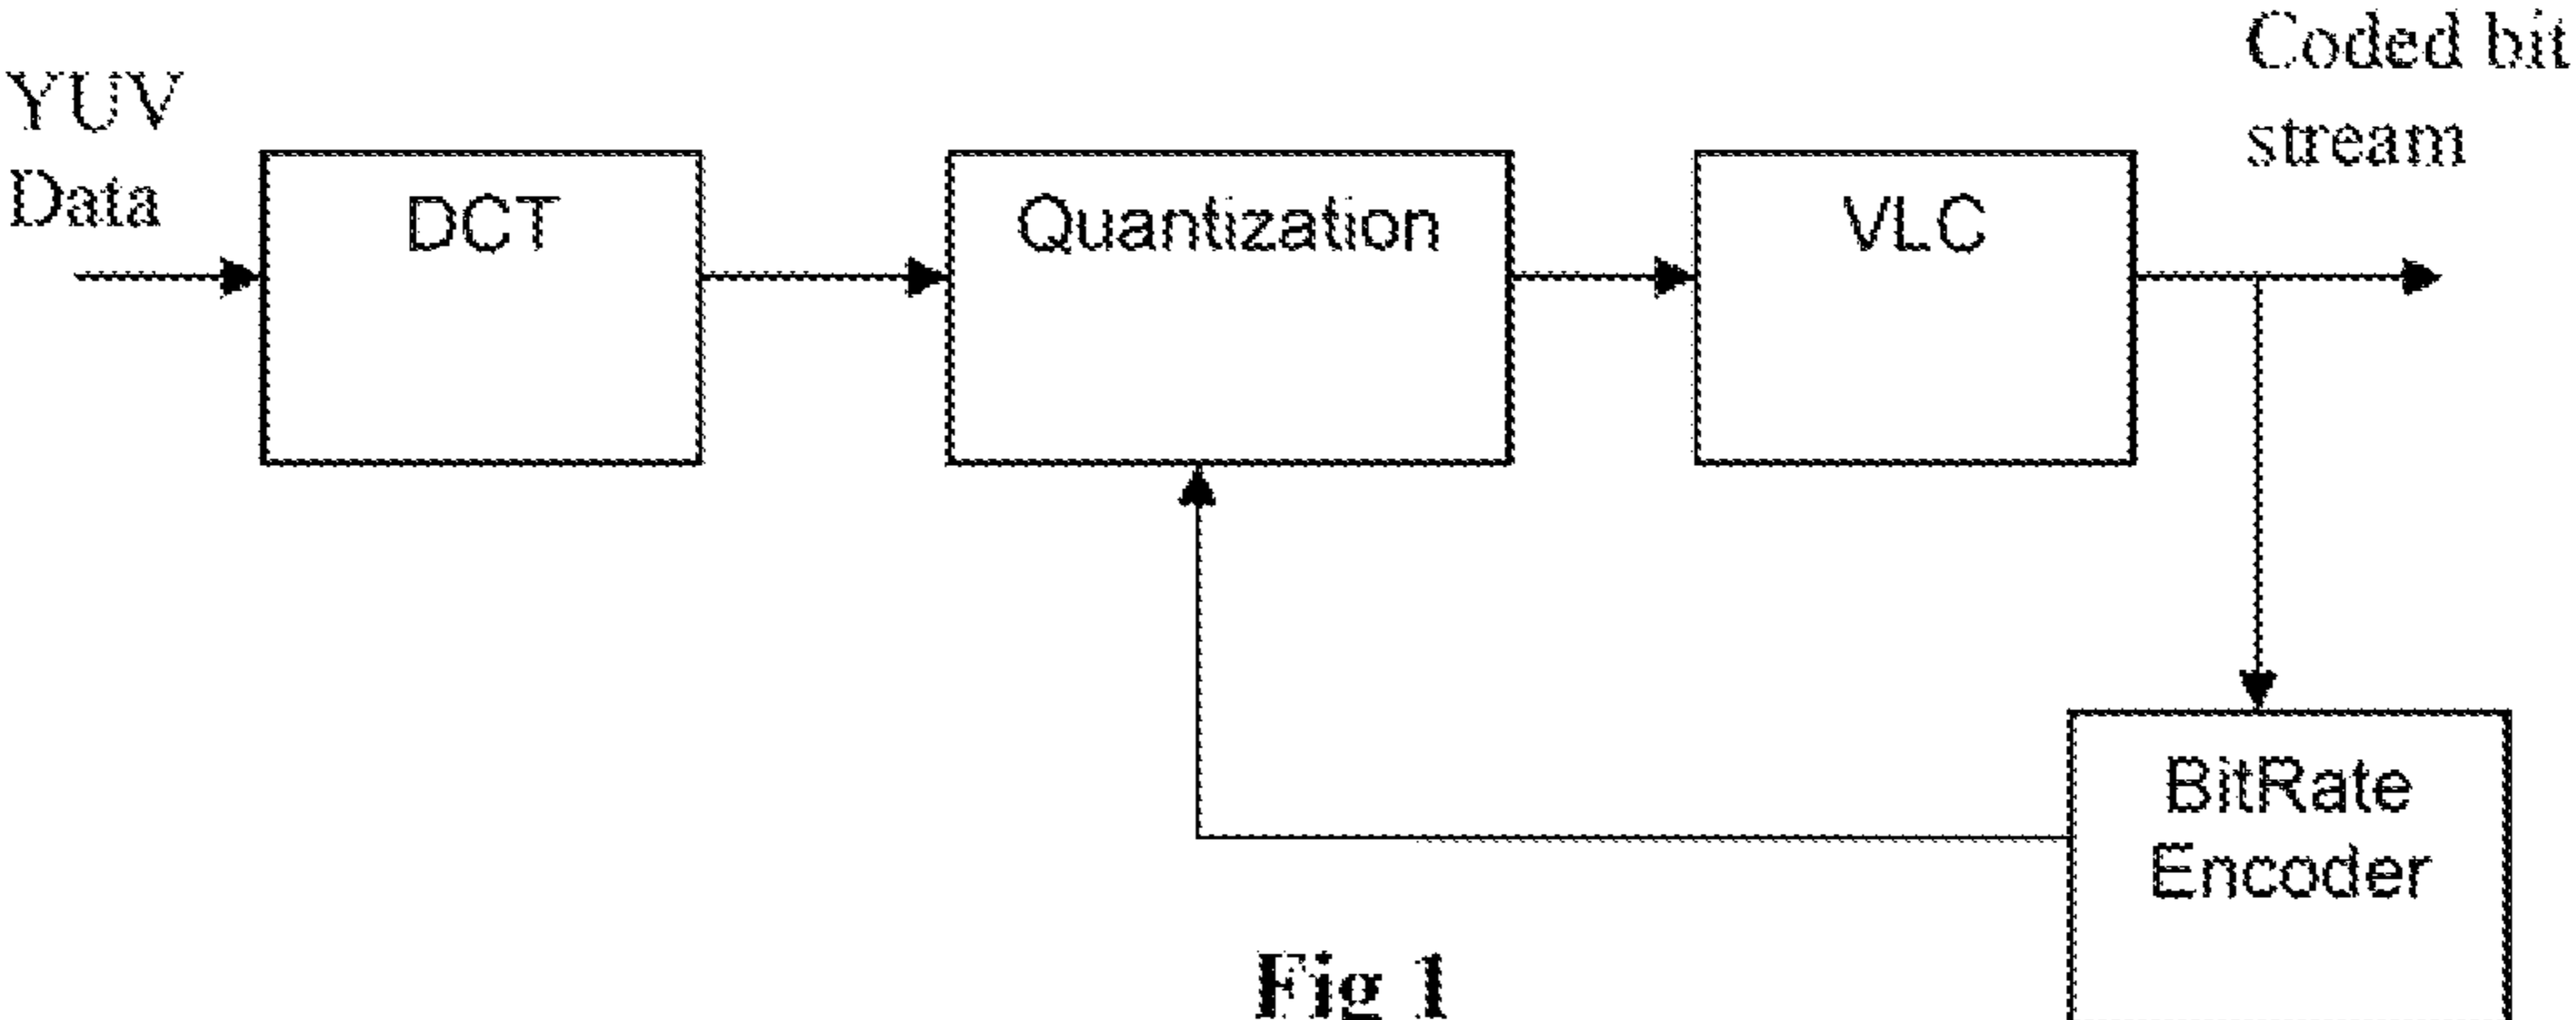 YUV
Data
DCT
Quantization
VLC
Coded bit
stream
BitRate
Encoder
Fig 1